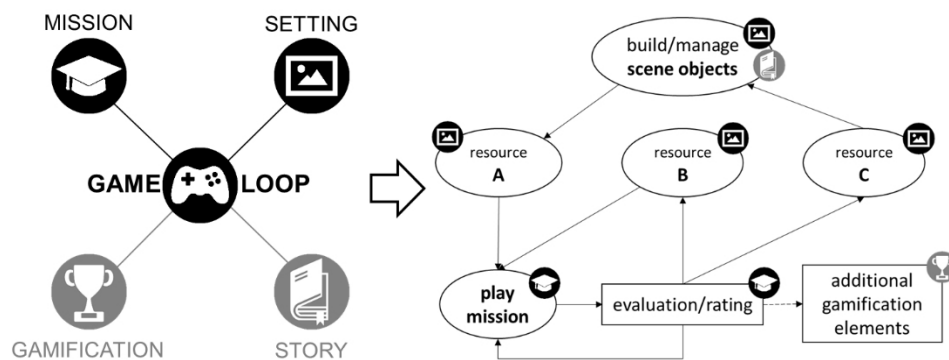 MISSION
SETTING
GAME LOOP
GAMIFICATION
STORY
build/manage
scene objects
resource
A
resource
B
resource
C
play
mission
evaluation/rating
additional
gamification
elements